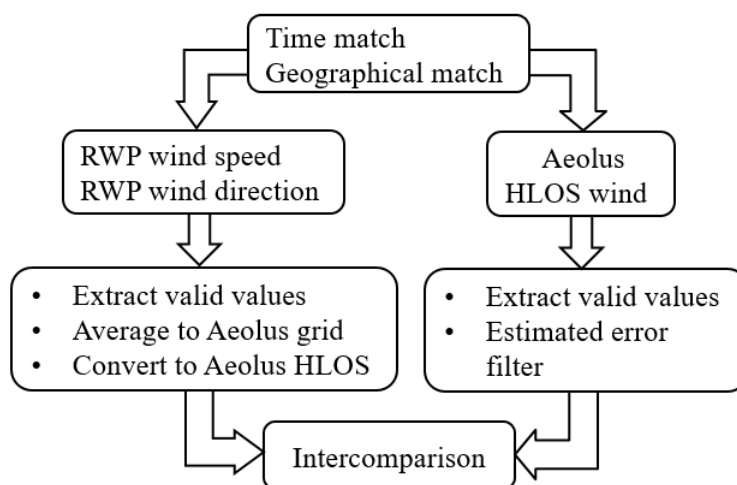 Time match
Geographical match
RWP wind speed
RWP wind direction
Aeolus
HLOS wind
• Extract valid values
• Average to Aeolus grid
• Convert to Aeolus HLOS
• Extract valid values
• Estimated error
filter
Intercomparison